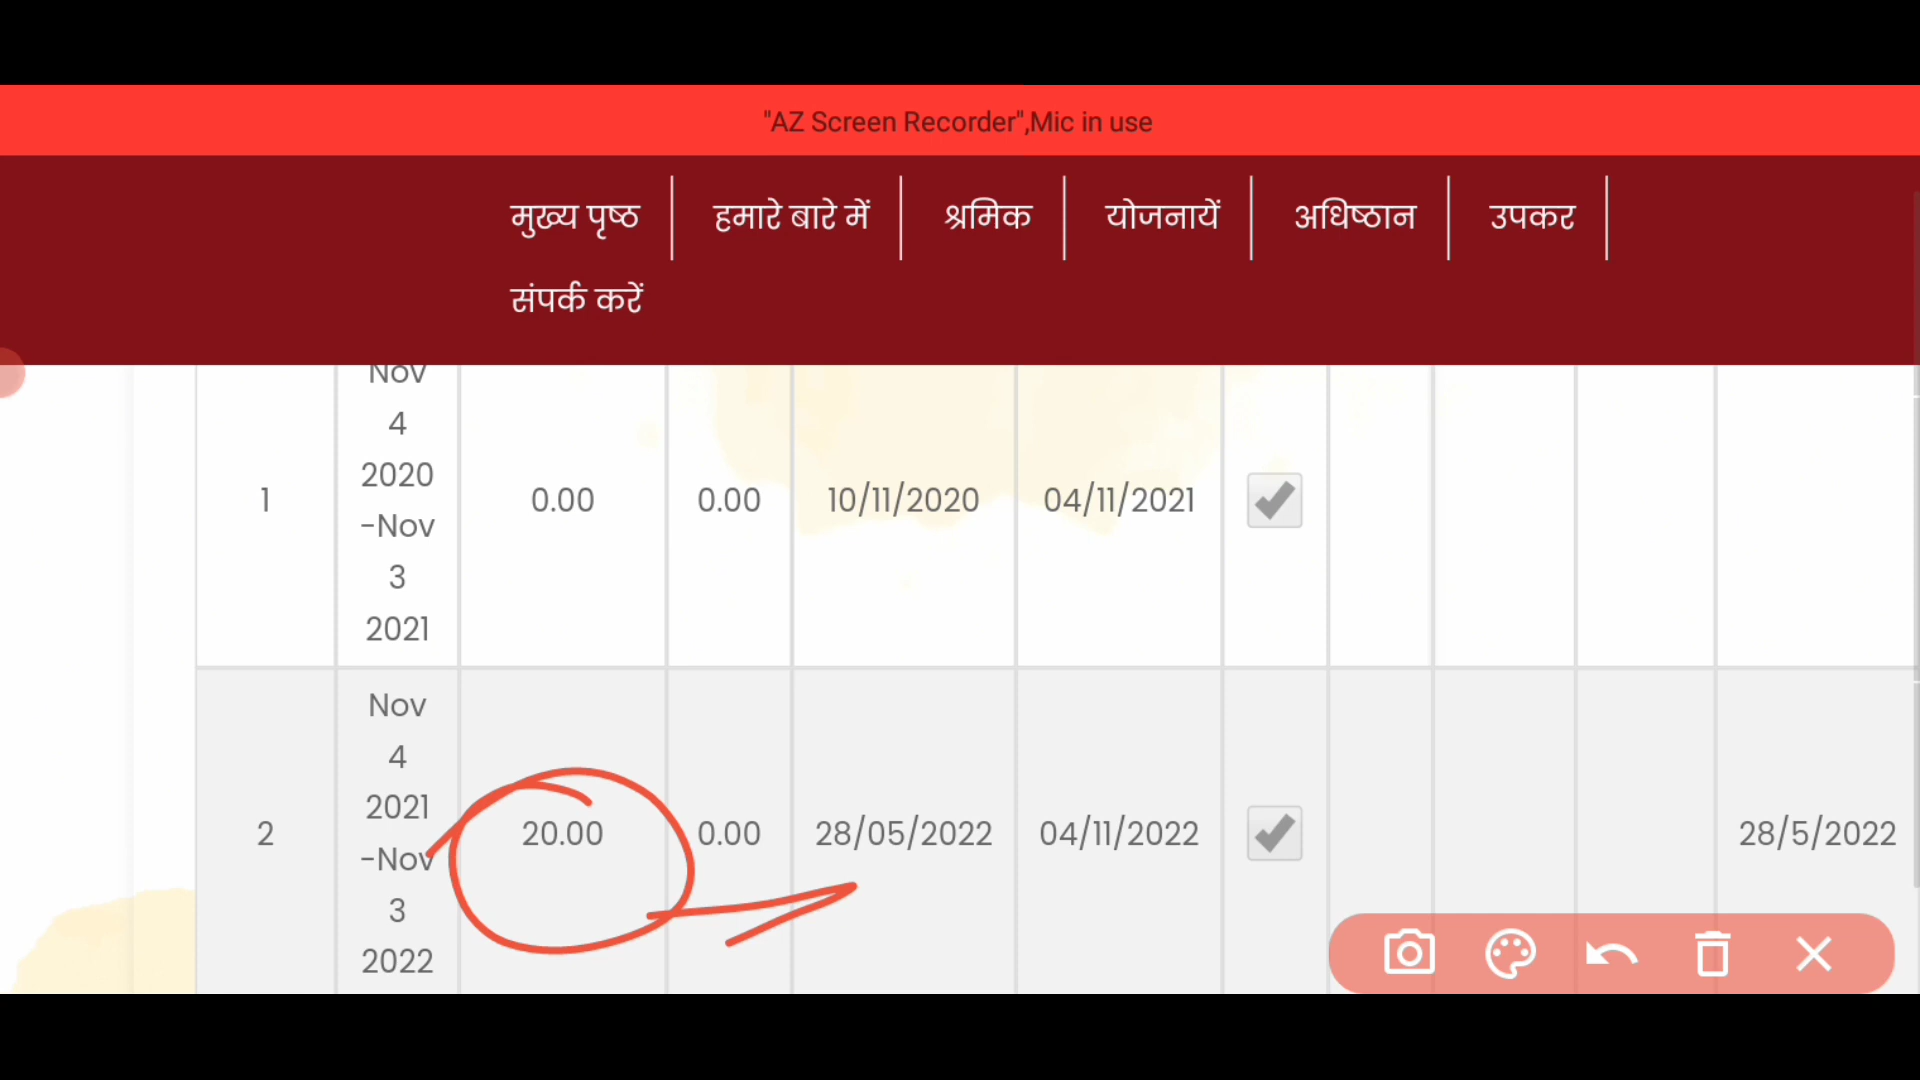 "AZ Screen Recorder",Mic in use
मुख्य पृष्ठ हमारे बारे में श्रमिक योजनायें अधिष्ठान उपकर
संपर्क करें
Nov
4
2020
1 0.00 0.00 10/11/2020 04/11/2021
-Nov
3
2021
Nov
4
2021
2 20.00 0.00 28/05/2022 04/11/2022 28/5/2022
-Nov
3
2022